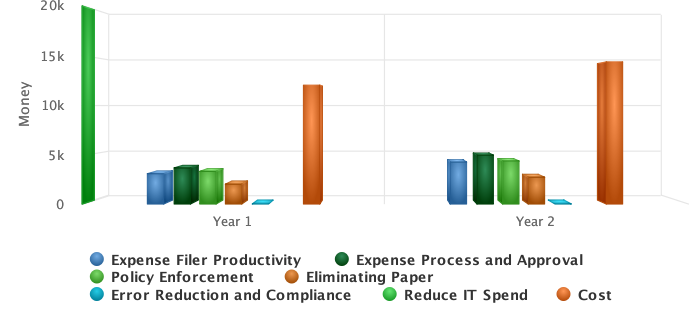 20k
15k
10k
5k
0
Money
Year 1
Year 2
Expense Filer Productivity
Expense Process and Approval
Policy Enforcement
Eliminating Paper
Error Reduction and Compliance
Reduce IT Spend
Cost